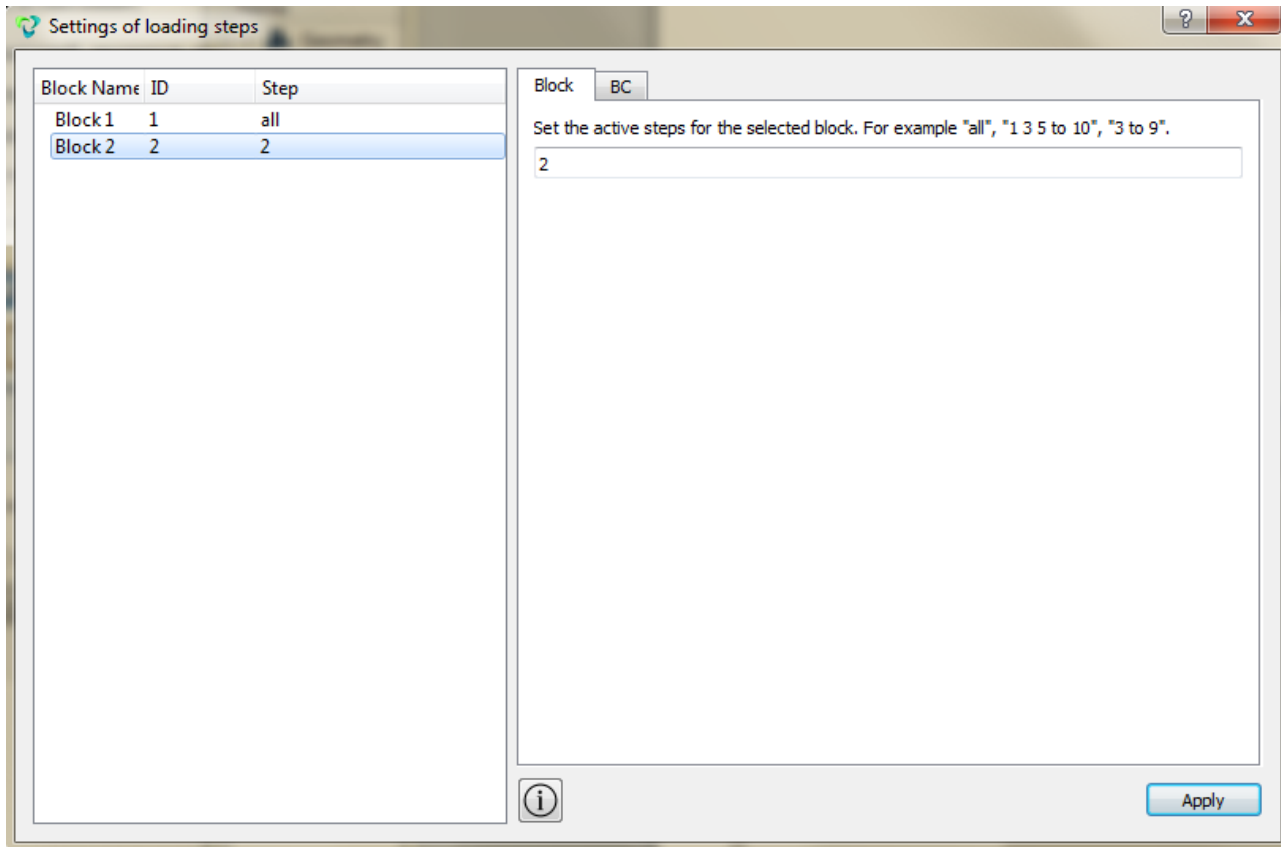 Settings of loading steps
Block Name ID Step
Block 1 1 all
Block 2 2 2
Block BC
Set the active steps for the selected block. For example "all", "1 3 5 to 10", "3 to 9".
2
Apply